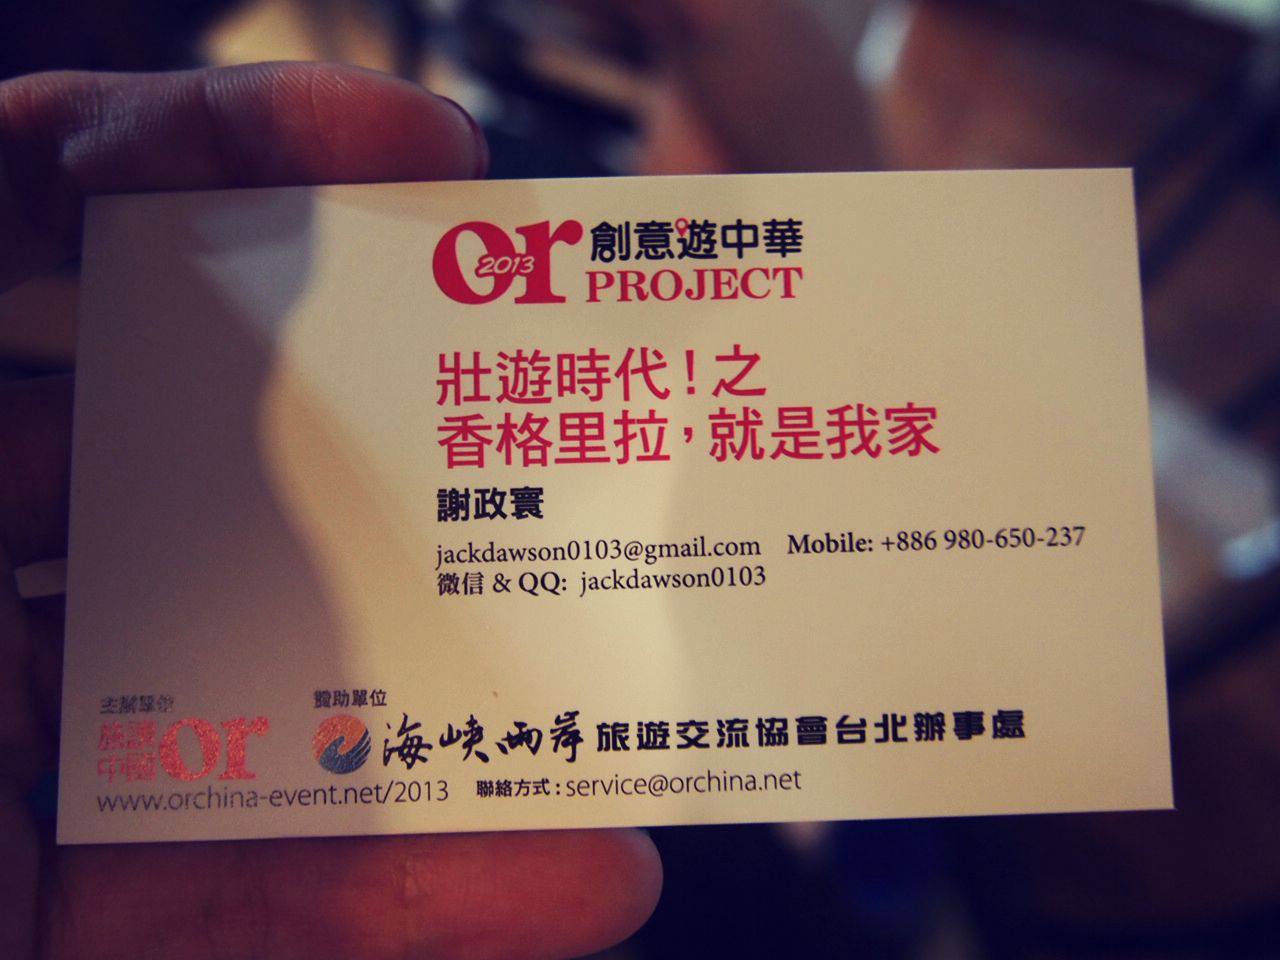 or 2013 創意遊中華
PROJECT
壯遊時代！之
香格里拉，就是我家
謝政寰
jackdawson0103@gmail.com Mobile: +886 980-650-237
微信 & QQ: jackdawson0103
主辦單位 贊助單位
旅讀中國 or 海峽兩岸旅遊交流協會台北辦事處
www.orchina-event.net/2013 聯絡方式：service@orchina.net